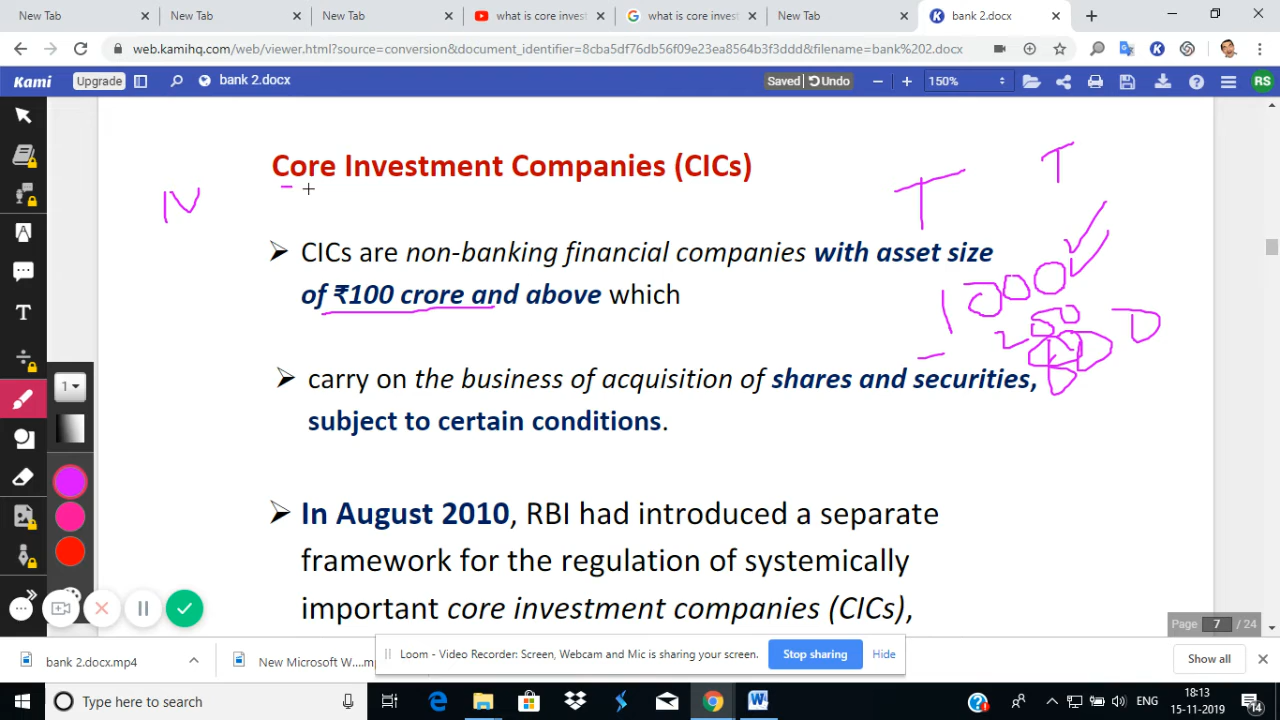 New Tab
New Tab
New Tab
what is core invest
what is core invest
New Tab
bank 2.docx
web.kamihq.com/web/viewer.html?source=conversion&document_identifier=8cba5df76db56f09e23ea8564b3f3ddd&filename=bank%202.docx
Kami Upgrade bank 2.docx Saved Undo 150% RS
Core Investment Companies (CICs)
T
T
N
➢ CICs are non-banking financial companies with asset size
of ₹100 crore and above which
1000
➢ carry on the business of acquisition of shares and securities,
subject to certain conditions.
➢ In August 2010, RBI had introduced a separate
framework for the regulation of systemically
important core investment companies (CICs),
T
1
Page 7 / 24
Loom - Video Recorder: Screen, Webcam and Mic is sharing your screen. Stop sharing Hide
bank 2.docx.mp4
New Microsoft W....mp
Show all
Type here to search
W
ENG
18:13
15-11-2019
14